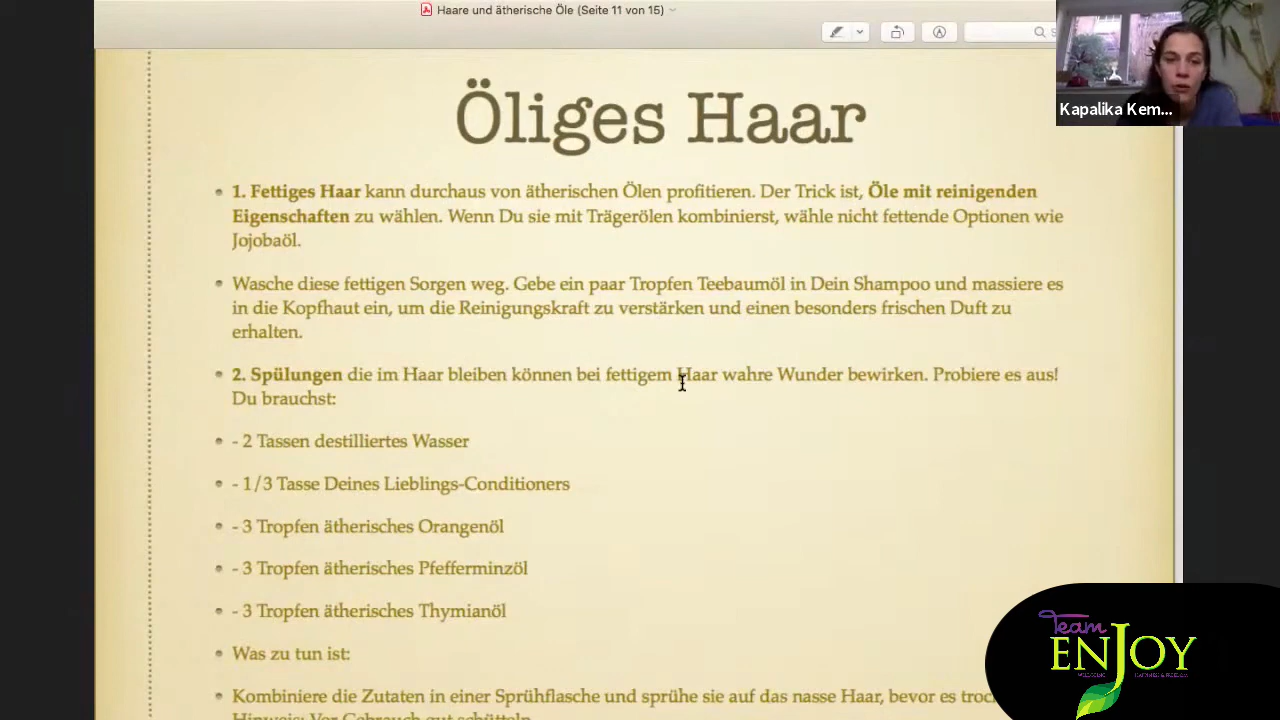 Haare und ätherische Öle (Seite 11 von 15)
Kapalika Kem...
Öliges Haar
• 1. Fettiges Haar kann durchaus von ätherischen Ölen profitieren. Der Trick ist, Öle mit reinigenden
Eigenschaften zu wählen. Wenn Du sie mit Trägerölen kombinierst, wähle nicht fettende Optionen wie
Jojobaöl.
• Wasche diese fettigen Sorgen weg. Gebe ein paar Tropfen Teebaumöl in Dein Shampoo und massiere es
in die Kopfhaut ein, um die Reinigungskraft zu verstärken und einen besonders frischen Duft zu
erhalten.
• 2. Spülungen die im Haar bleiben können bei fettigem Haar wahre Wunder bewirken. Probiere es aus!
Du brauchst:
• - 2 Tassen destilliertes Wasser
• - 1/3 Tasse Deines Lieblings-Conditioners
• - 3 Tropfen ätherisches Orangenöl
• - 3 Tropfen ätherisches Pfefferminzöl
• - 3 Tropfen ätherisches Thymianöl
• Was zu tun ist:
• Kombiniere die Zutaten in einer Sprühflasche und sprühe sie auf das nasse Haar, bevor es troc
Hinweis: Vor Gebrauch gut schütteln
Team
ENJOY